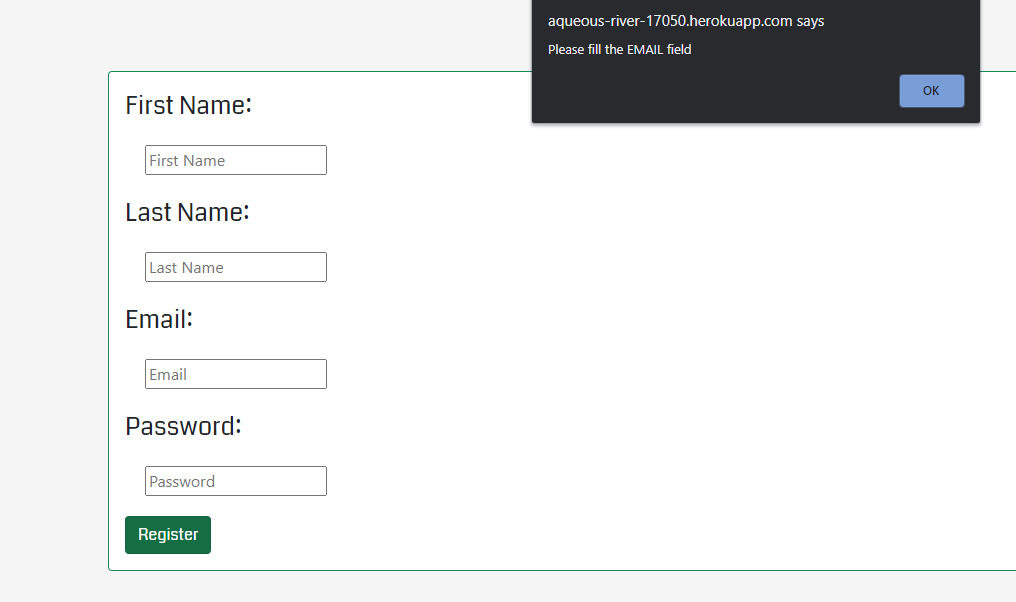 aqueous-river-17050.herokuapp.com says
Please fill the EMAIL field
OK
First Name:
First Name
Last Name:
Last Name
Email:
Email
Password:
Password
Register